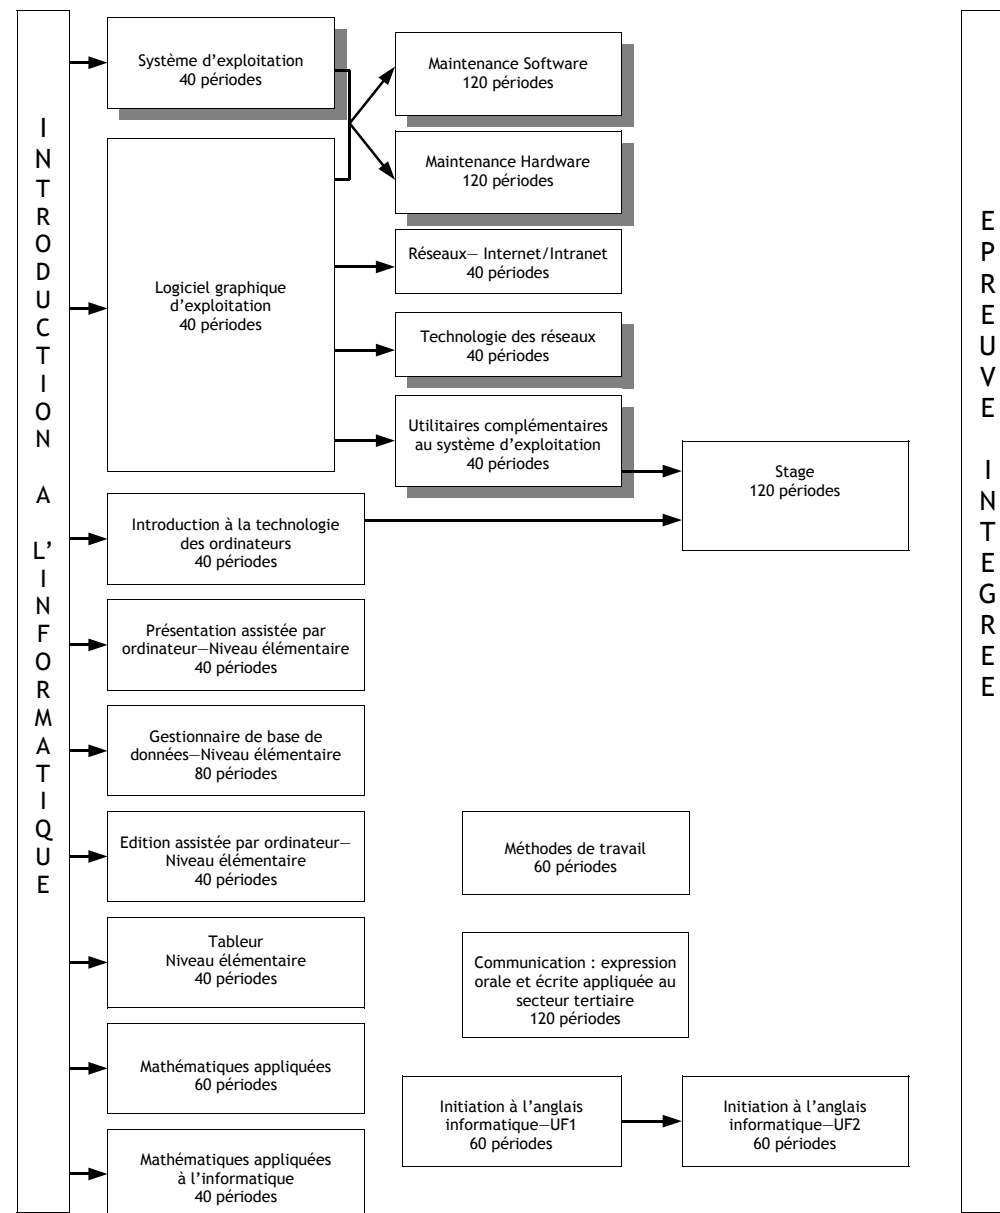 INTRODUCTION A L’INFORMATIQUE
Système d’exploitation
40 périodes
Maintenance Software
120 périodes
Maintenance Hardware
120 périodes
Logiciel graphique
d’exploitation
40 périodes
Réseaux— Internet/Intranet
40 périodes
Technologie des réseaux
40 périodes
Utilitaires complémentaires
au système d’exploitation
40 périodes
Stage
120 périodes
Introduction à la technologie
des ordinateurs
40 périodes
Présentation assistée par
ordinateur—Niveau élémentaire
40 périodes
Gestionnaire de base de
données—Niveau élémentaire
80 périodes
Edition assistée par ordinateur—
Niveau élémentaire
40 périodes
Méthodes de travail
60 périodes
Tableur
Niveau élémentaire
40 périodes
Communication : expression
orale et écrite appliquée au
secteur tertiaire
120 périodes
Mathématiques appliquées
60 périodes
Initiation à l’anglais
informatique—UF1
60 périodes
Initiation à l’anglais
informatique—UF2
60 périodes
Mathématiques appliquées
à l’informatique
40 périodes
EPREUVE INTEGREE